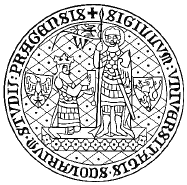 ✝ SIGILLVM · VNIVERSITATIS · SCOLARIVM · STVDII · PRAGENSIS
W